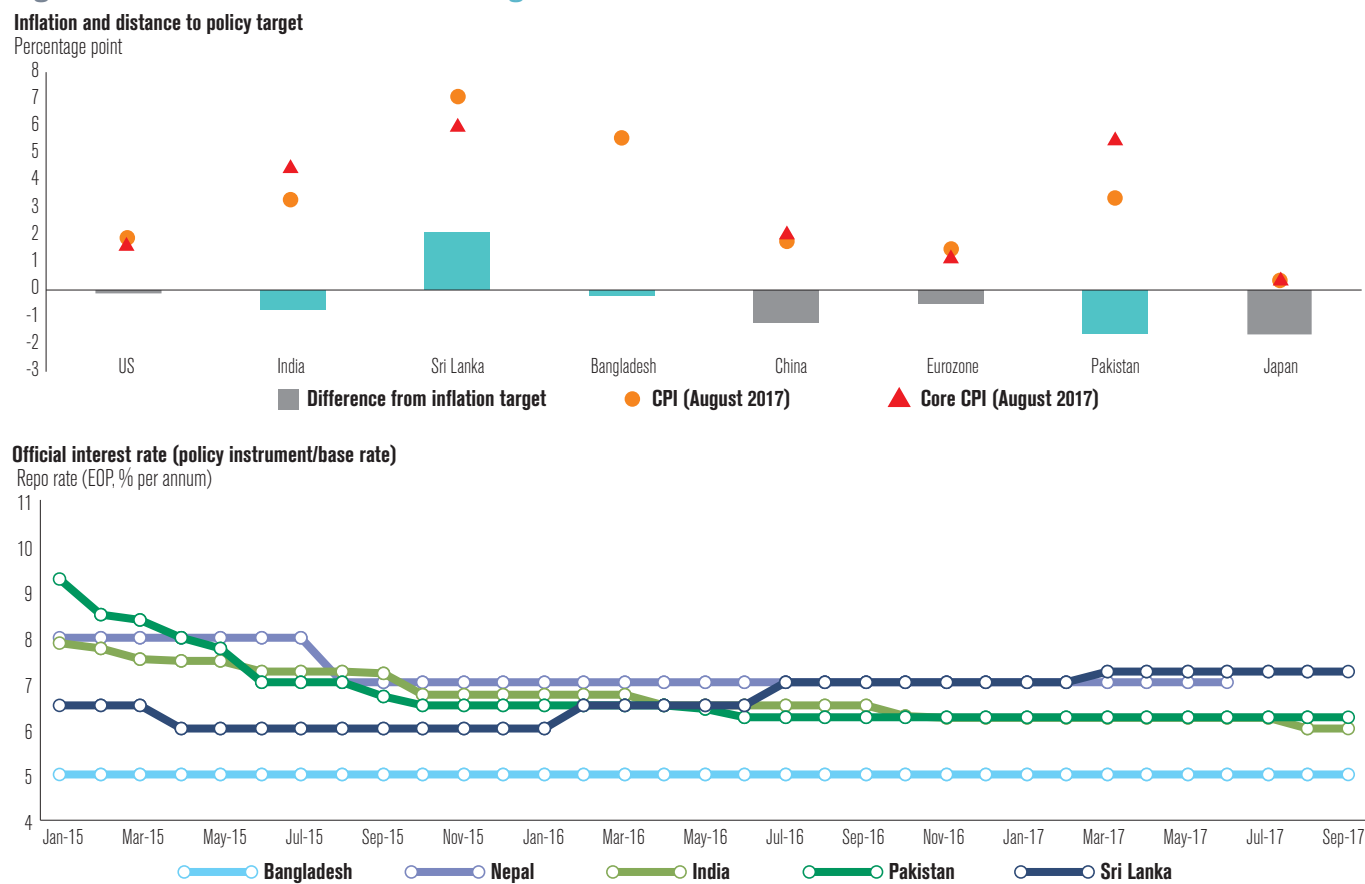 Inflation and distance to policy target
Percentage point
8
7
6
5
4
3
2
1
0
-1
-2
-3
US India Sri Lanka Bangladesh China Eurozone Pakistan Japan
Difference from inflation target CPI (August 2017) Core CPI (August 2017)
Official interest rate (policy instrument/base rate)
Repo rate (EOP, % per annum)
11
10
9
8
7
6
5
4
Jan-15 Mar-15 May-15 Jul-15 Sep-15 Nov-15 Jan-16 Mar-16 May-16 Jul-16 Sep-16 Nov-16 Jan-17 Mar-17 May-17 Jul-17 Sep-17
Bangladesh Nepal India Pakistan Sri Lanka